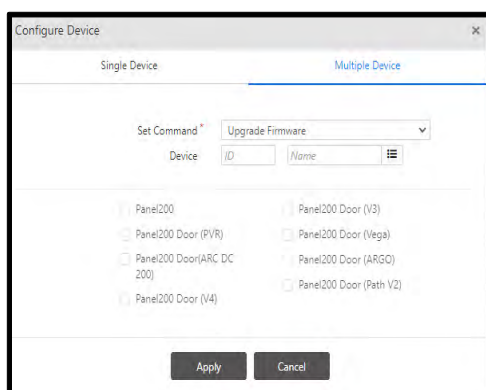 Configure Device ×
Single Device Multiple Device
Set Command * Upgrade Firmware
Device ID Name
Panel200 Panel200 Door (V3)
Panel200 Door (PVR) Panel200 Door (Vega)
Panel200 Door(ARC DC Panel200 Door (ARGO)
200)
Panel200 Door (Path V2)
Panel200 Door (V4)
Apply Cancel